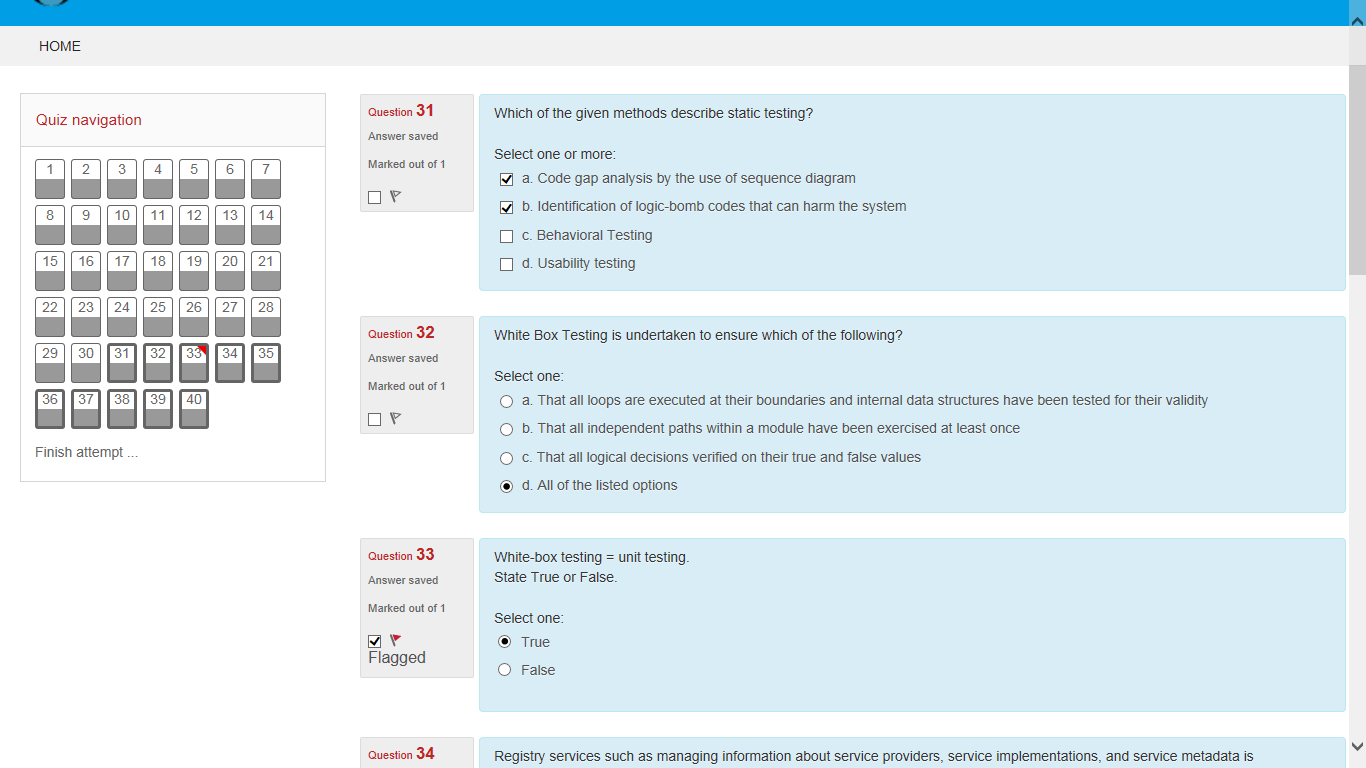 HOME
Quiz navigation
1 2 3 4 5 6 7
8 9 10 11 12 13 14
15 16 17 18 19 20 21
22 23 24 25 26 27 28
29 30 31 32 33 34 35
36 37 38 39 40
Finish attempt ...
Question 31
Answer saved
Marked out of 1
Which of the given methods describe static testing?
Select one or more:
a. Code gap analysis by the use of sequence diagram
b. Identification of logic-bomb codes that can harm the system
c. Behavioral Testing
d. Usability testing
Question 32
Answer saved
Marked out of 1
White Box Testing is undertaken to ensure which of the following?
Select one:
a. That all loops are executed at their boundaries and internal data structures have been tested for their validity
b. That all independent paths within a module have been exercised at least once
c. That all logical decisions verified on their true and false values
d. All of the listed options
Question 33
Answer saved
Marked out of 1
Flagged
White-box testing = unit testing.
State True or False.
Select one:
True
False
Question 34
Registry services such as managing information about service providers, service implementations, and service metadata is